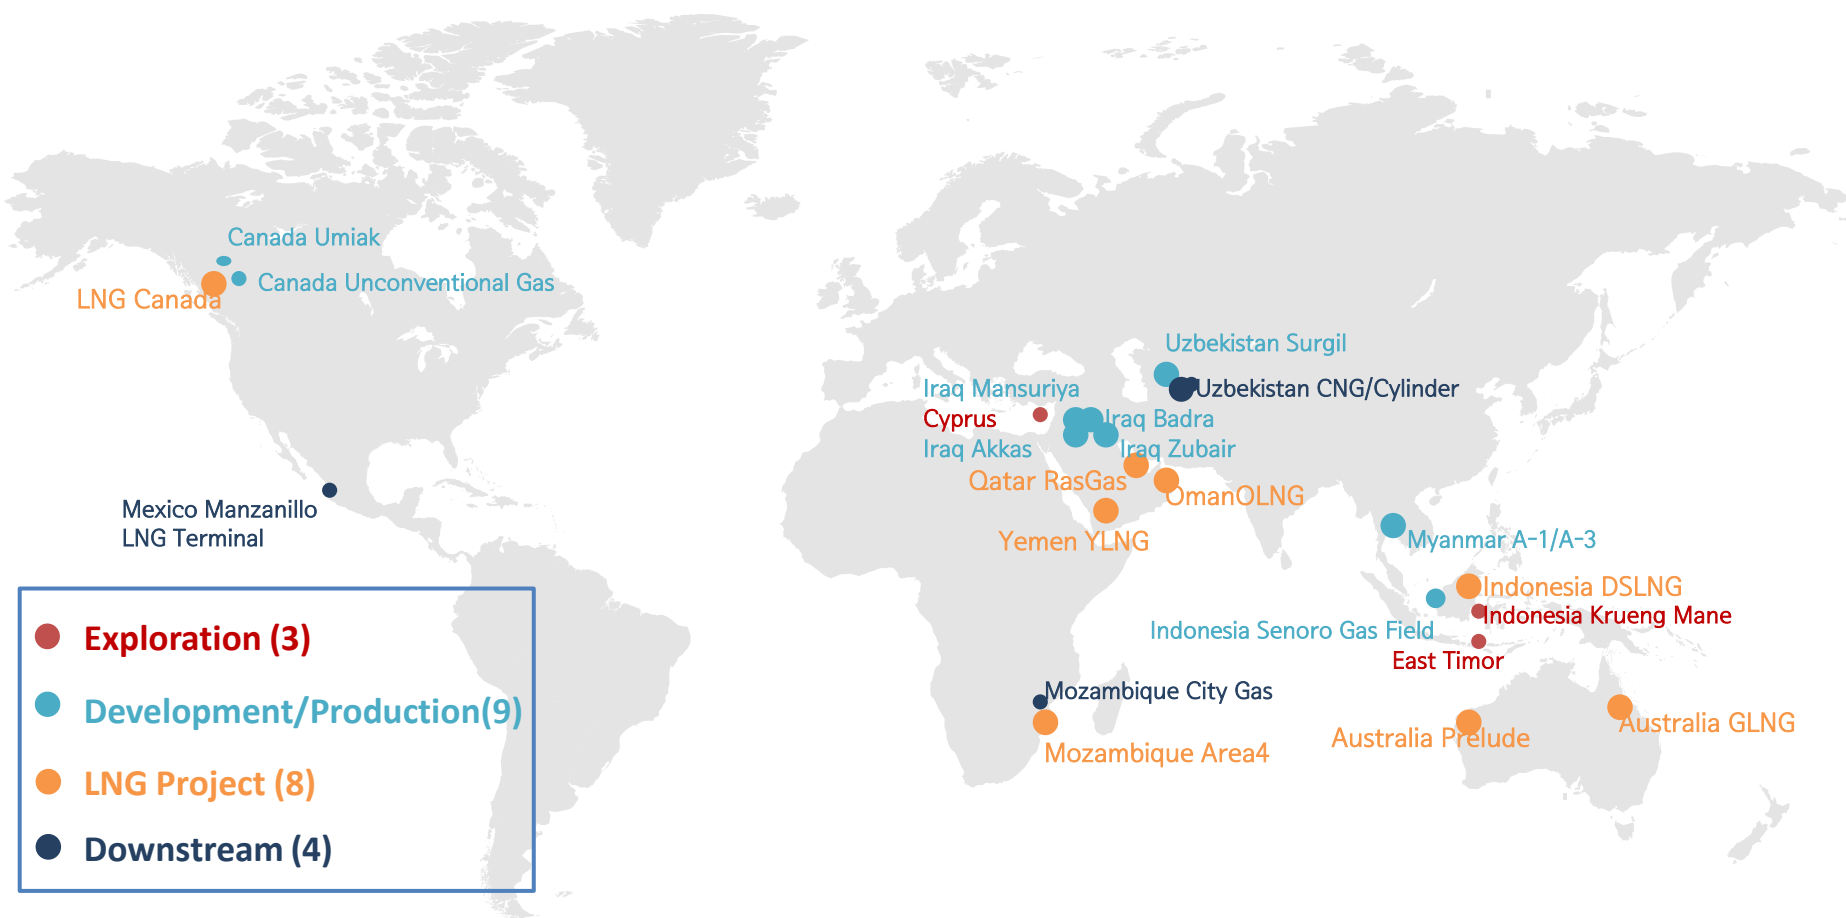 Canada Umiak
Canada Unconventional Gas
LNG Canada
Uzbekistan Surgil
Iraq Mansuriya
Uzbekistan CNG/Cylinder
Cyprus
Iraq Badra
Iraq Akkas
Iraq Zubair
Qatar RasGas
OmanOLNG
Mexico Manzanillo
LNG Terminal
Yemen YLNG
Myanmar A-1/A-3
Indonesia DSLNG
Indonesia Krueng Mane
Indonesia Senoro Gas Field
East Timor
Mozambique City Gas
Australia GLNG
Australia Prelude
Mozambique Area4
Exploration (3)
Development/Production(9)
LNG Project (8)
Downstream (4)